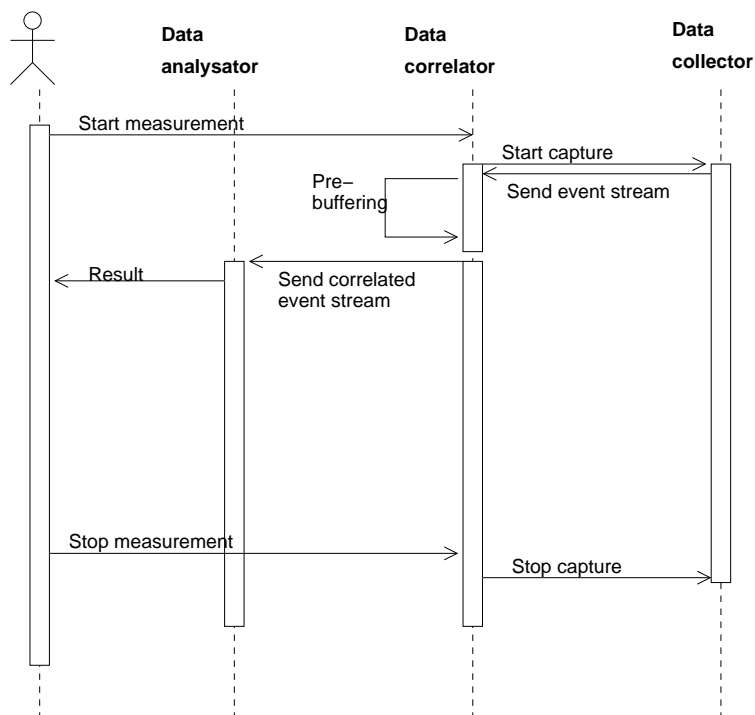 Data
analysator
Data
correlator
Data
collector
Start measurement
Start capture
Send event stream
Pre–
buffering
Send correlated
event stream
Result
Stop measurement
Stop capture